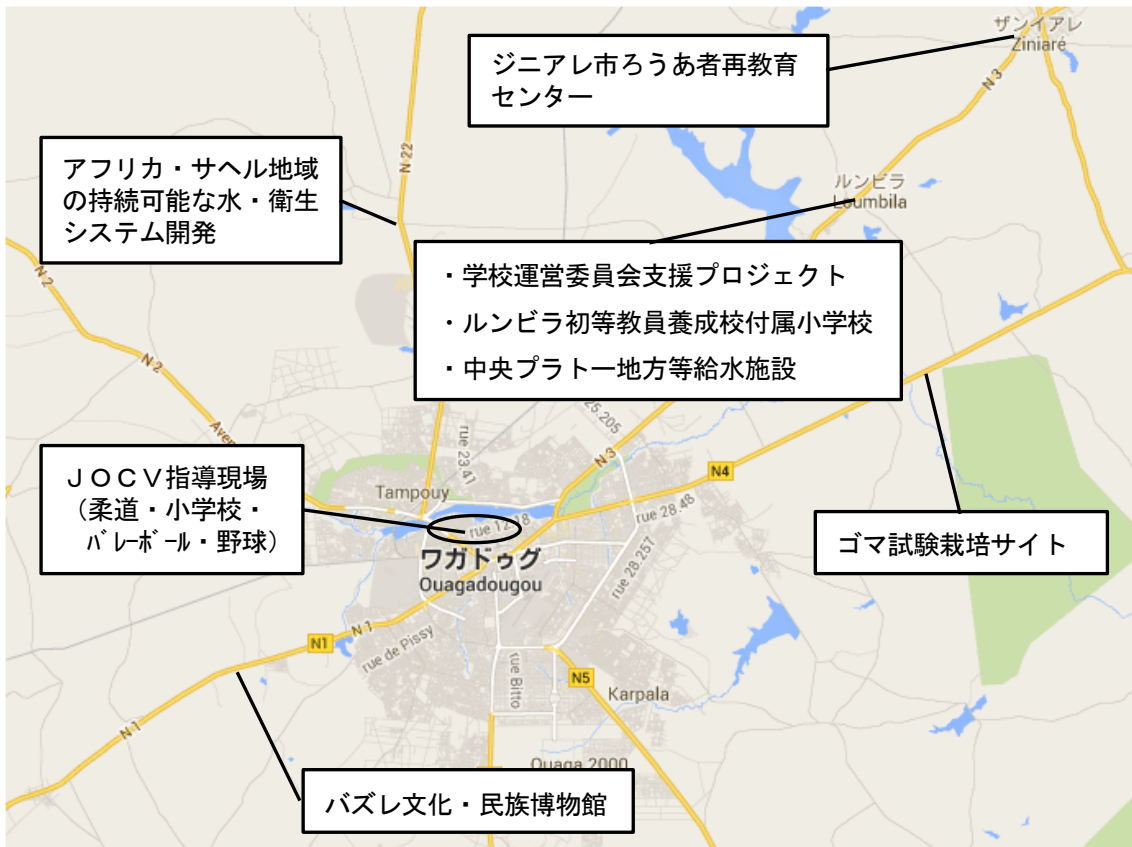 ザンイアレ
Ziniaré
ジニアレ市ろうあ者再教育
センター
N 3
N 22
アフリカ・サヘル地域
の持続可能な水・衛生
システム開発
ルンビラ
Loumbila
・学校運営委員会支援プロジェクト
・ルンビラ初等教員養成校付属小学校
・中央プラトー地方等給水施設
N 2
N 2
Aven
25.205
rue 23.41
N 3
N4
ＪＯＣＶ指導現場
（柔道・小学校・
ﾊﾞﾚｰﾎﾞｰﾙ・野球）
Tampouy
rue 12.18
rue 28.48
rue 28.257
ワガドゥグ
Ouagadougou
ゴマ試験栽培サイト
N1
N 1
rue de Pissy
rue Bitto
N5
Karpala
N 1
Ouaga 2000
バズレ文化・民族博物館